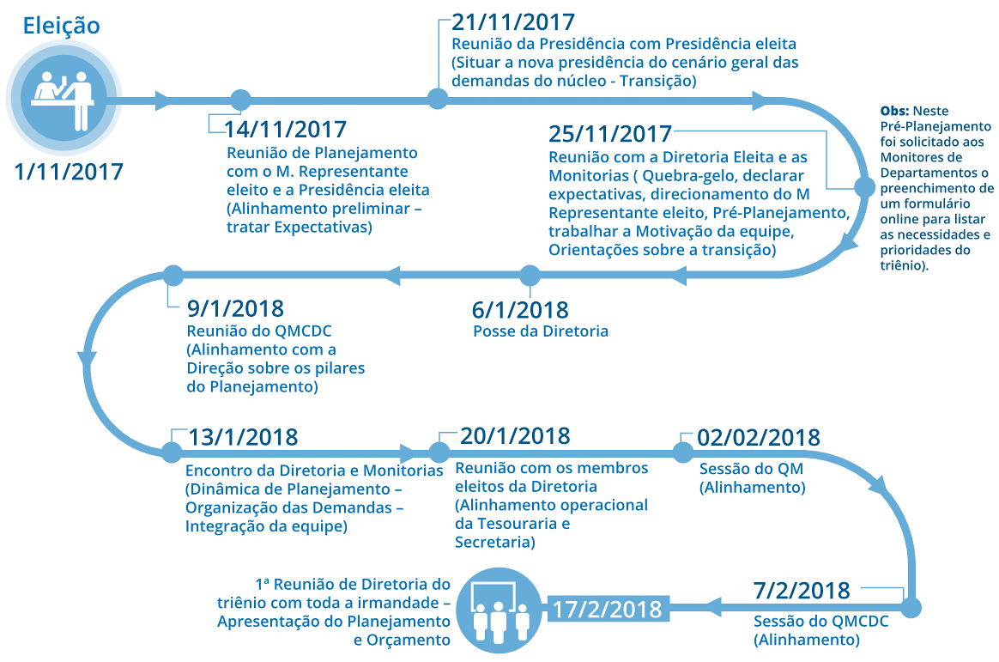 Eleição
1/11/2017
14/11/2017
Reunião de Planejamento
com o M. Representante
eleito e a Presidência eleita
(Alinhamento preliminar –
tratar Expectativas)
21/11/2017
Reunião da Presidência com Presidência eleita
(Situar a nova presidência do cenário geral das
demandas do núcleo - Transição)
25/11/2017
Reunião com a Diretoria Eleita e as
Monitorias ( Quebra-gelo, declarar
expectativas, direcionamento do M
Representante eleito, Pré-Planejamento,
trabalhar a Motivação da equipe,
Orientações sobre a transição)
Obs: Neste
Pré-Planejamento
foi solicitado aos
Monitores de
Departamentos o
preenchimento de
um formulário
online para listar
as necessidades e
prioridades do
triênio).
6/1/2018
Posse da Diretoria
9/1/2018
Reunião do QMCDC
(Alinhamento com a
Direção sobre os pilares
do Planejamento)
13/1/2018
Encontro da Diretoria e Monitorias
(Dinâmica de Planejamento –
Organização das Demandas –
Integração da equipe)
20/1/2018
Reunião com os membros
eleitos da Diretoria
(Alinhamento operacional
da Tesouraria e
Secretaria)
02/02/2018
Sessão do QM
(Alinhamento)
7/2/2018
Sessão do QMCDC
(Alinhamento)
17/2/2018
1ª Reunião de Diretoria do
triênio com toda a irmandade –
Apresentação do Planejamento
e Orçamento